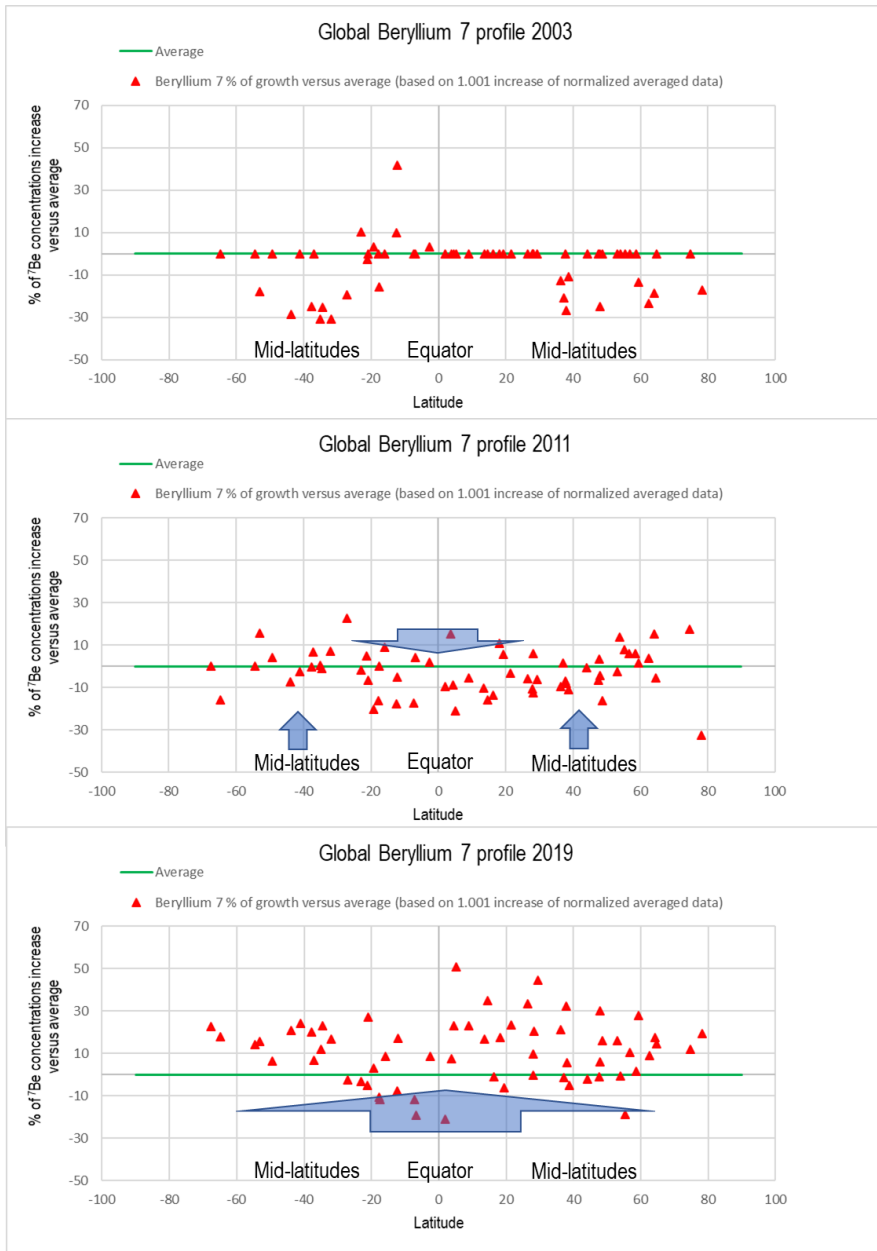 Global Beryllium 7 profile 2003
Average
Beryllium 7 % of growth versus average (based on 1.001 increase of normalized averaged data)
% of ⁷Be concentrations increase
versus average
70
50
30
10
-10
-30
-50
Mid-latitudes Equator Mid-latitudes
-100 -80 -60 -40 -20 0 20 40 60 80 100
Latitude
Global Beryllium 7 profile 2011
Average
Beryllium 7 % of growth versus average (based on 1.001 increase of normalized averaged data)
% of ⁷Be concentrations increase
versus average
70
50
30
10
-10
-30
-50
Mid-latitudes Equator Mid-latitudes
-100 -80 -60 -40 -20 0 20 40 60 80 100
Latitude
Global Beryllium 7 profile 2019
Average
Beryllium 7 % of growth versus average (based on 1.001 increase of normalized averaged data)
% of ⁷Be concentrations increase
versus average
70
50
30
10
-10
-30
-50
Mid-latitudes Equator Mid-latitudes
-100 -80 -60 -40 -20 0 20 40 60 80 100
Latitude